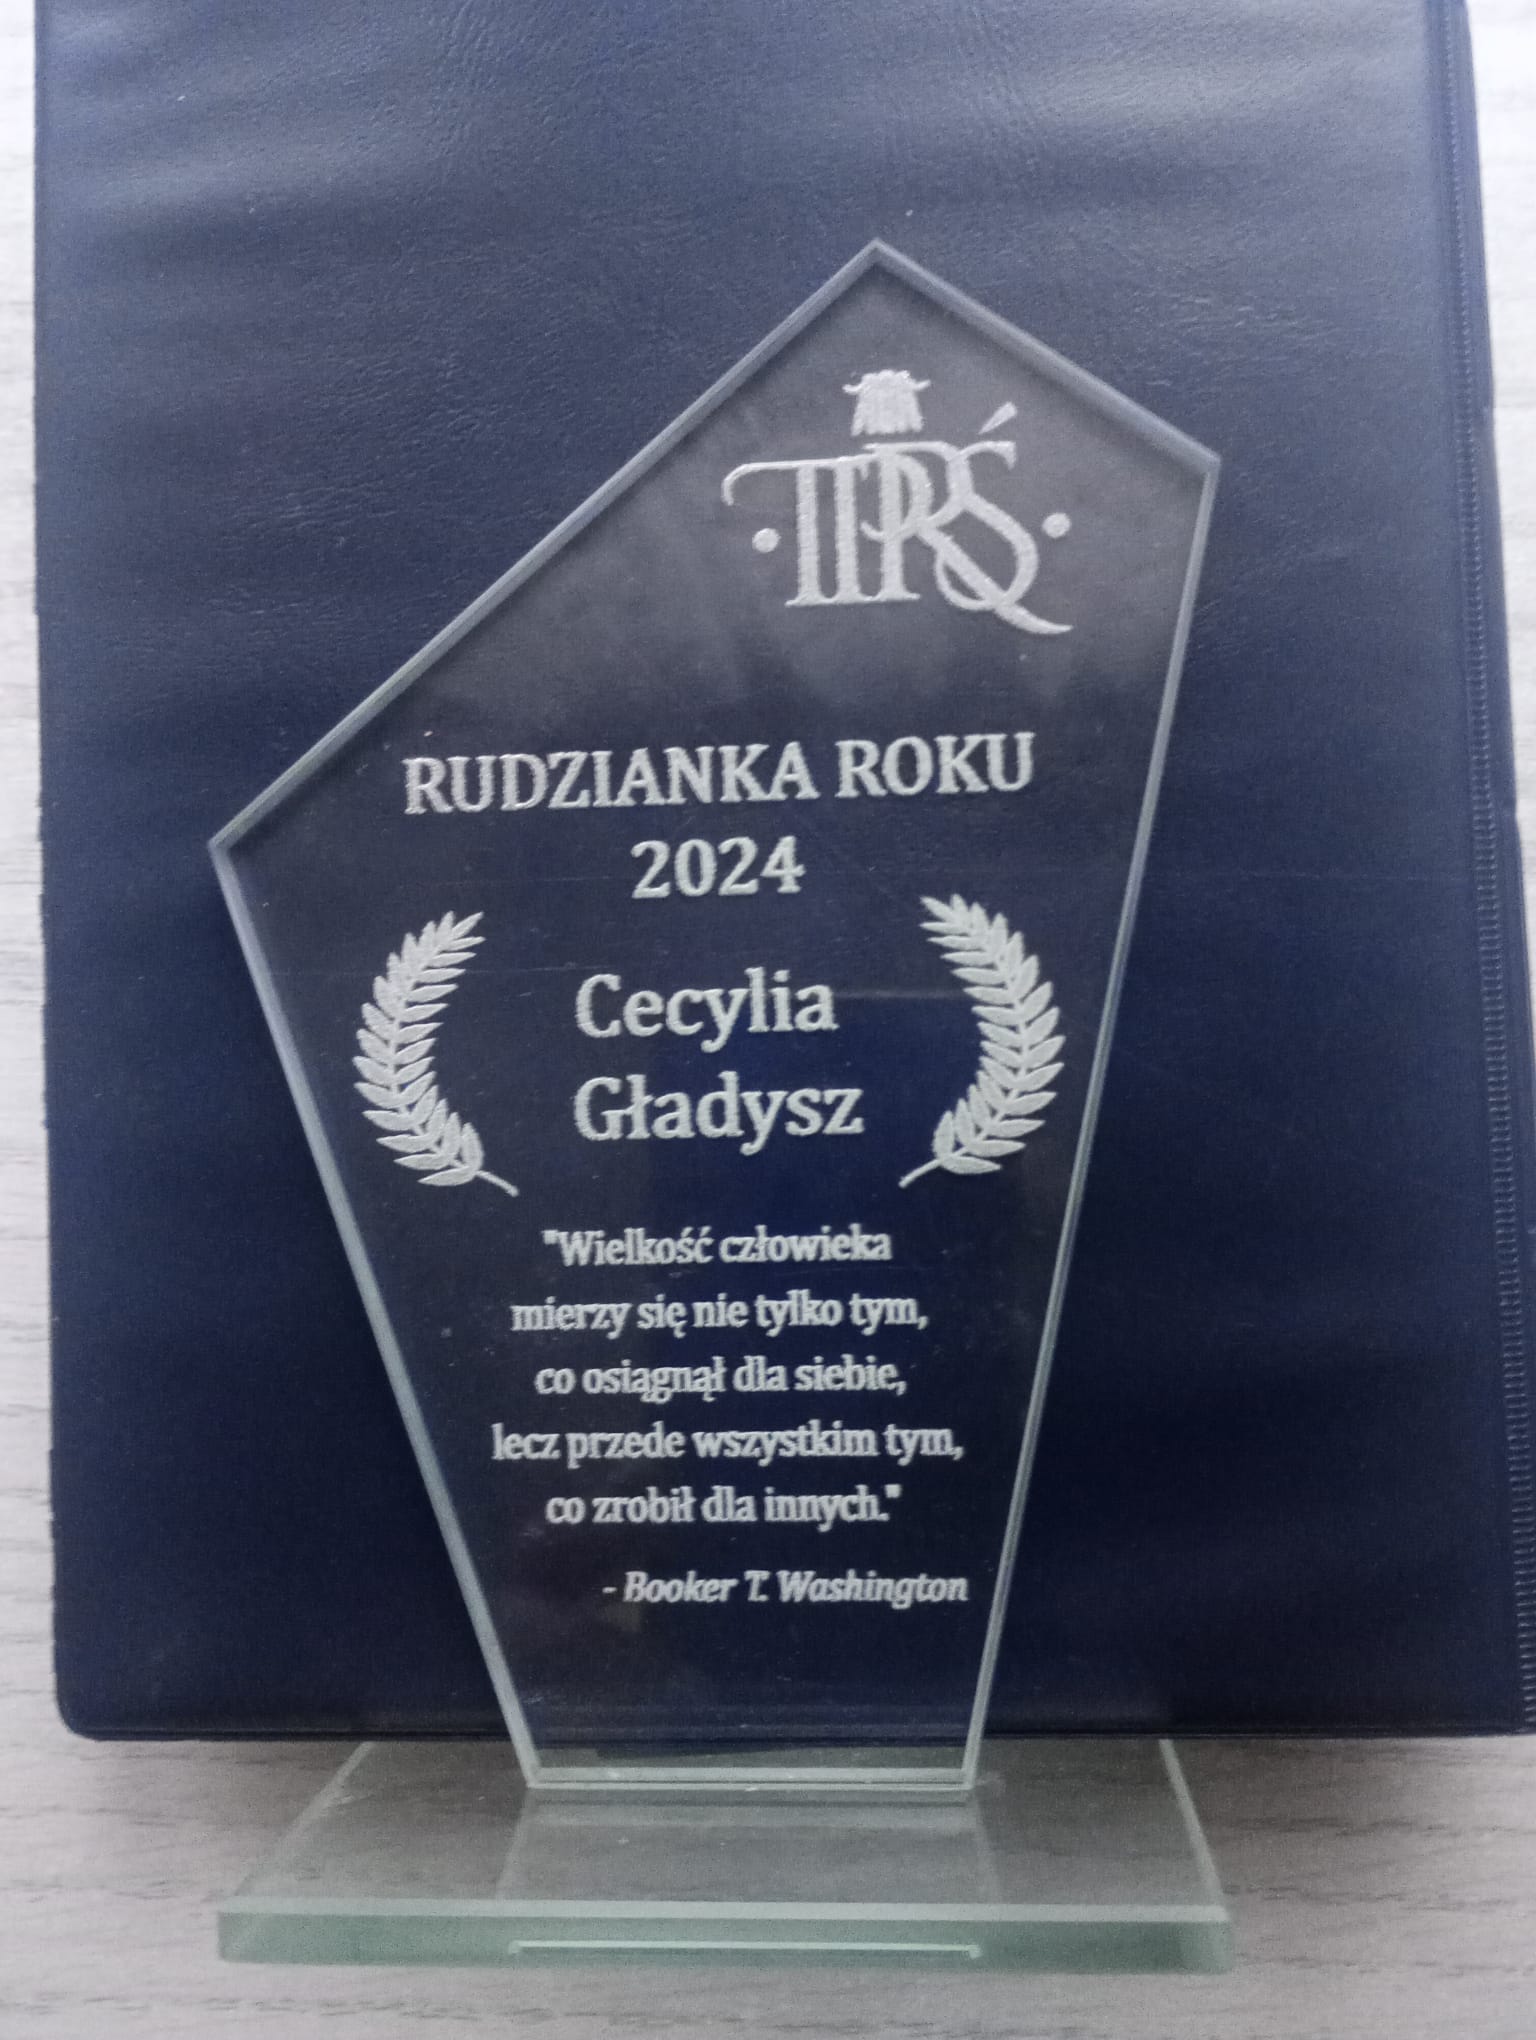 TPRŚ
RUDZIANKA ROKU
2024
Cecylia
Gładysz
"Wielkość człowieka
mierzy się nie tylko tym,
co osiągnął dla siebie,
lecz przede wszystkim tym,
co zrobił dla innych."
- Booker T. Washington